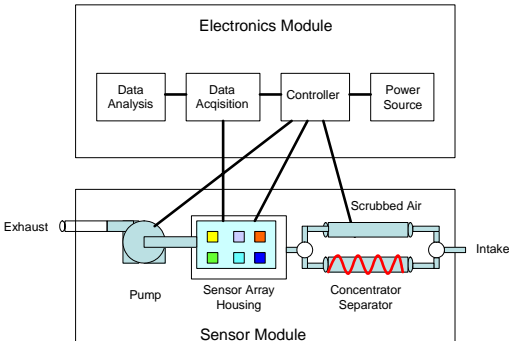 Electronics Module
Data
Analysis
Data
Acqisition
Controller
Power
Source
Scrubbed Air
Exhaust
Intake
Pump
Sensor Array
Housing
Concentrator
Separator
Sensor Module